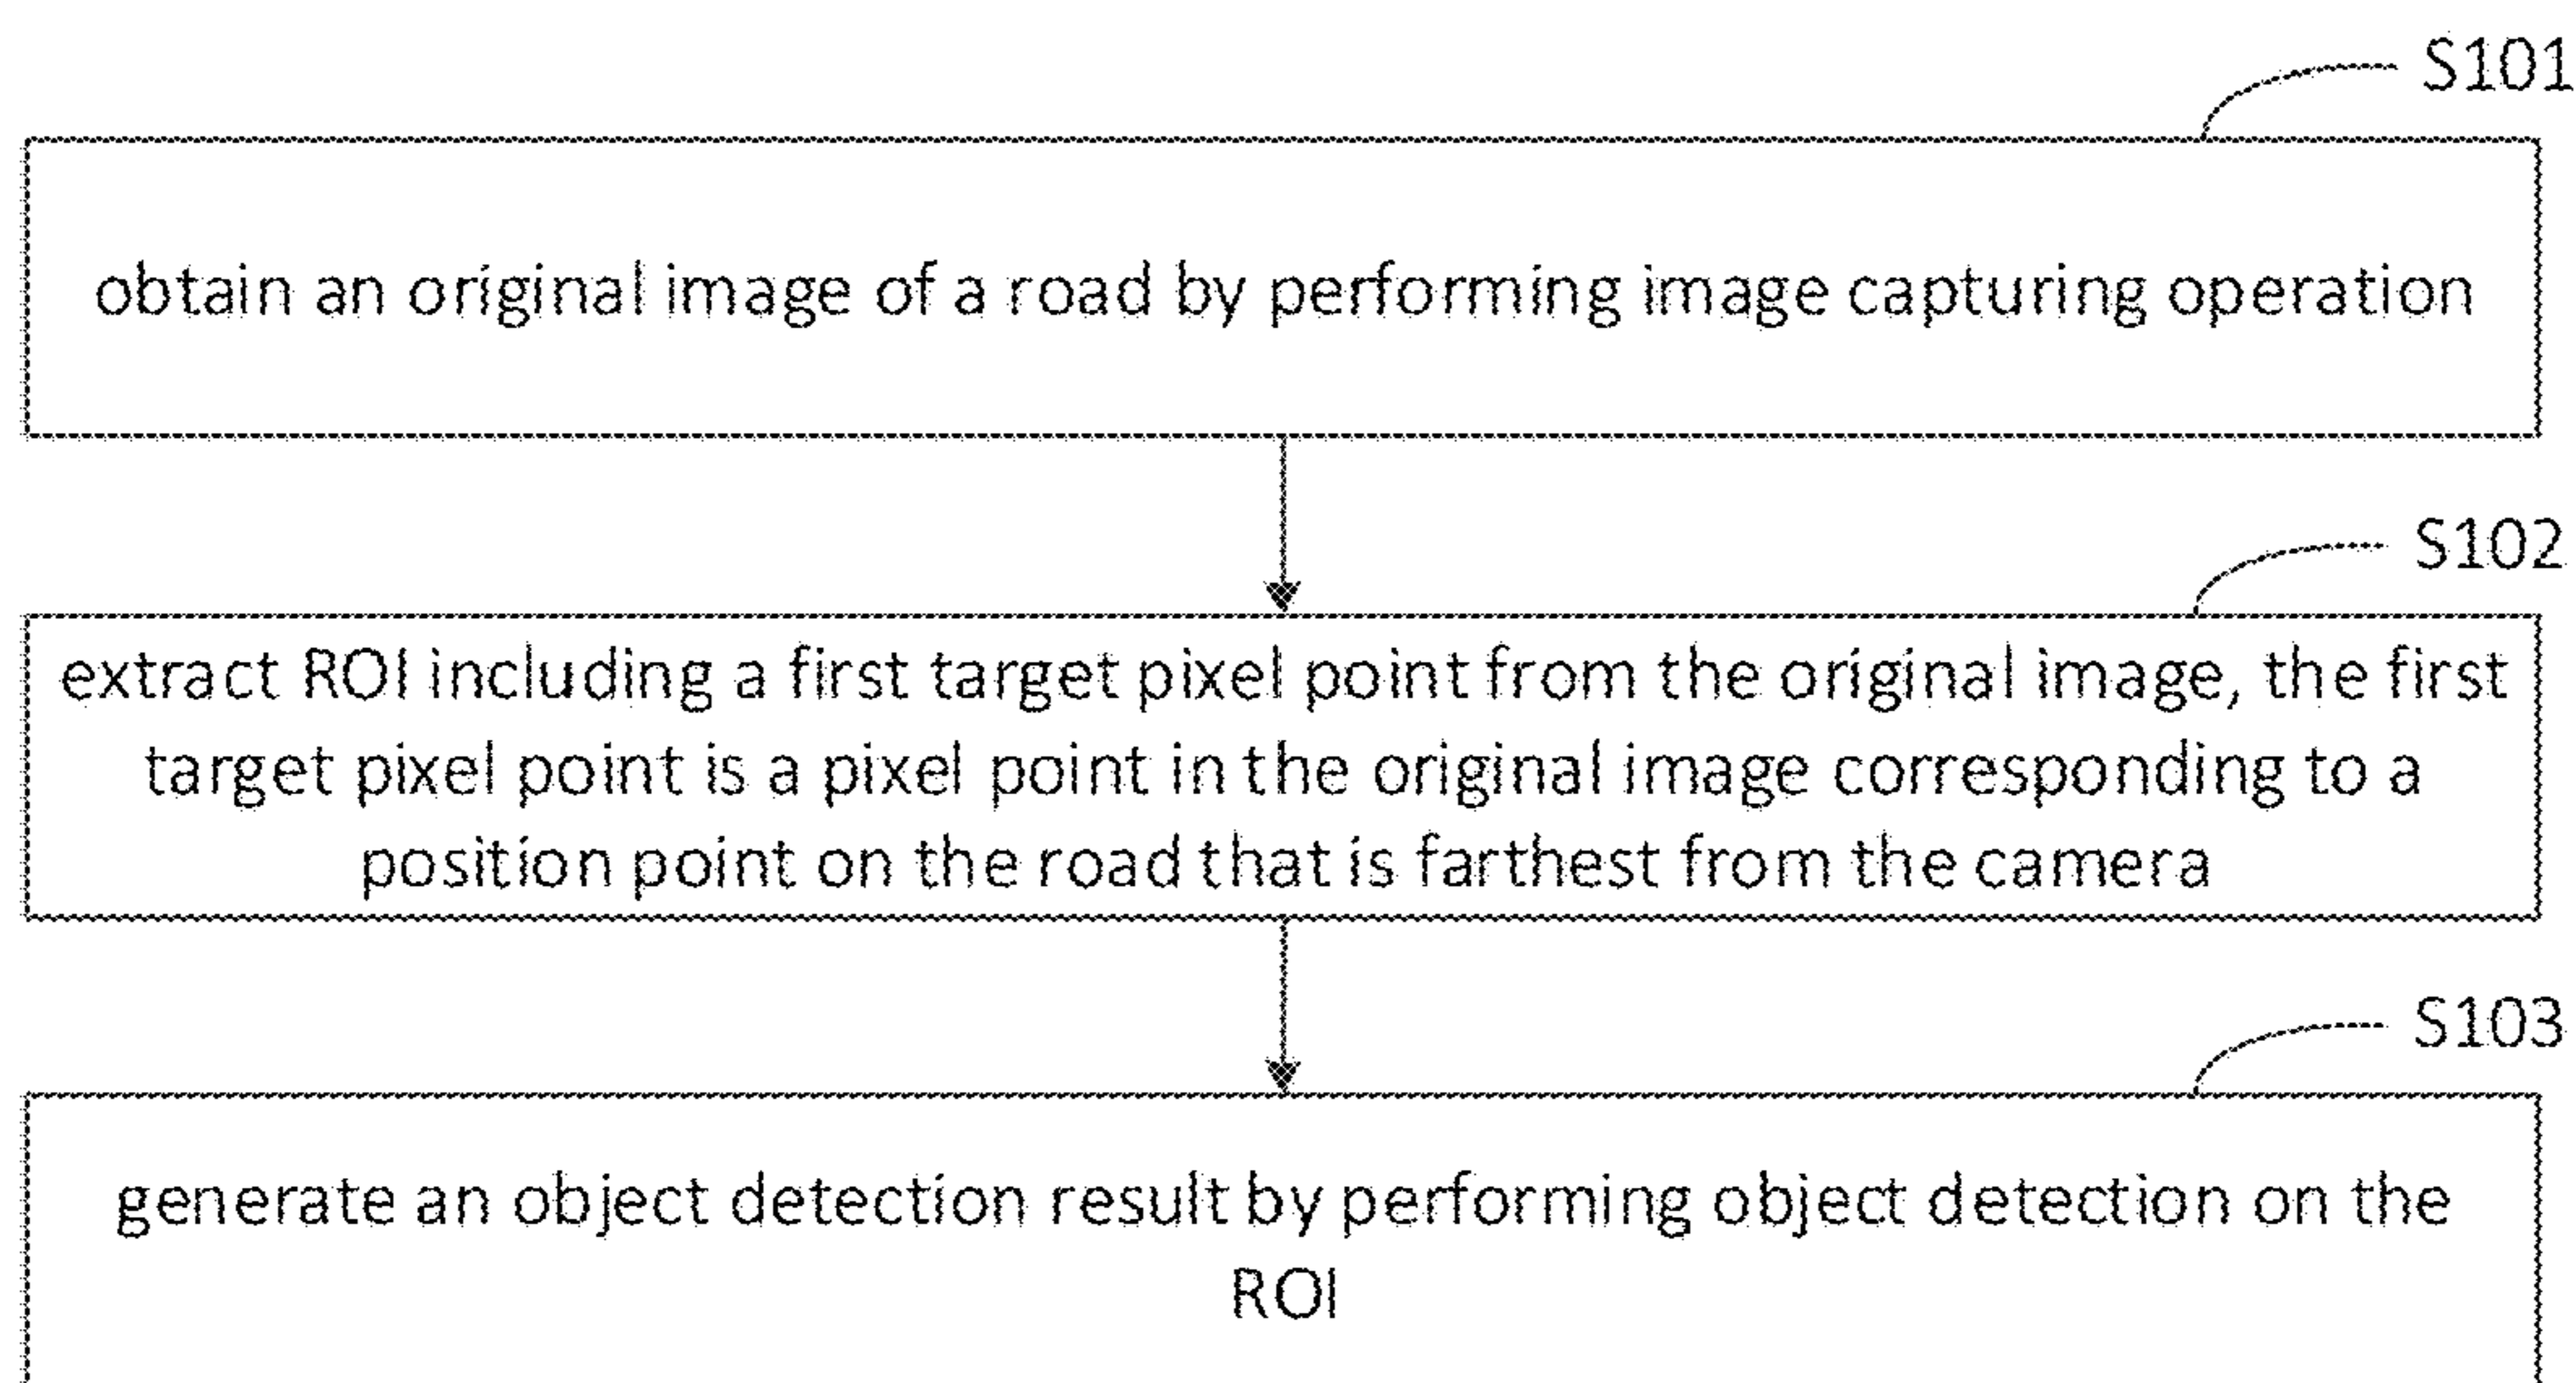 S101
obtain an original image of a road by performing image capturing operation
S102
extract ROI including a first target pixel point from the original image, the first
target pixel point is a pixel point in the original image corresponding to a
position point on the road that is farthest from the camera
S103
generate an object detection result by performing object detection on the
ROI